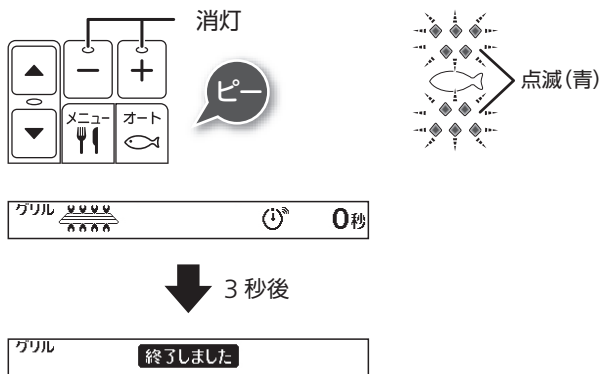 消灯
メニュー
オート
ピー
点滅(青)
グリル
0秒
3秒後
グリル
終了しました